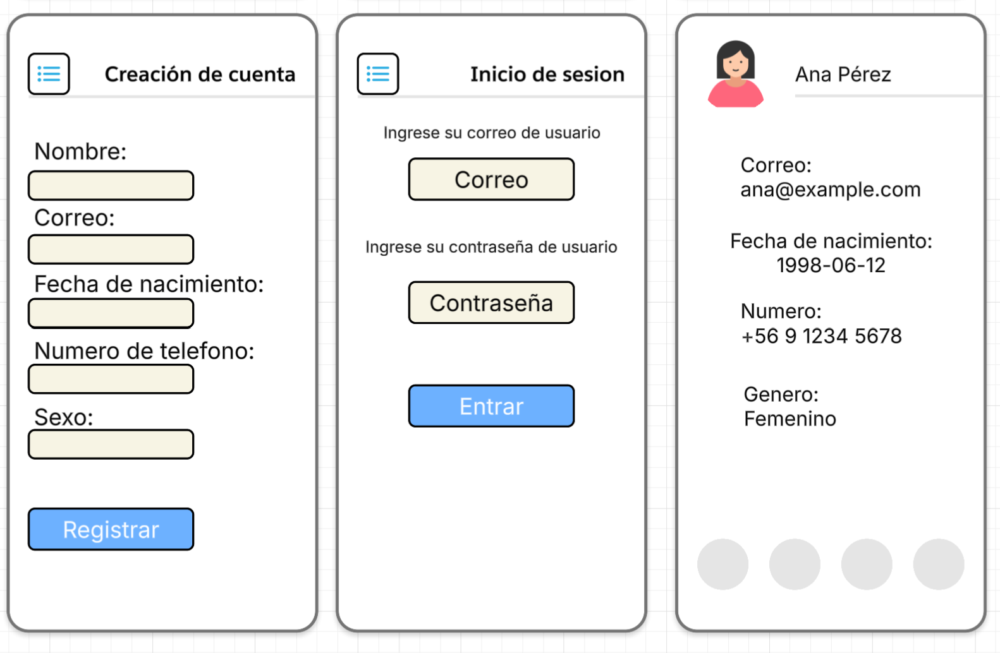 Creación de cuenta
Nombre:
Correo:
Fecha de nacimiento:
Numero de telefono:
Sexo:
Registrar
Inicio de sesion
Ingrese su correo de usuario
Correo
Ingrese su contraseña de usuario
Contraseña
Entrar
Ana Pérez
Correo:
ana@example.com
Fecha de nacimiento:
1998-06-12
Numero:
+56 9 1234 5678
Genero:
Femenino